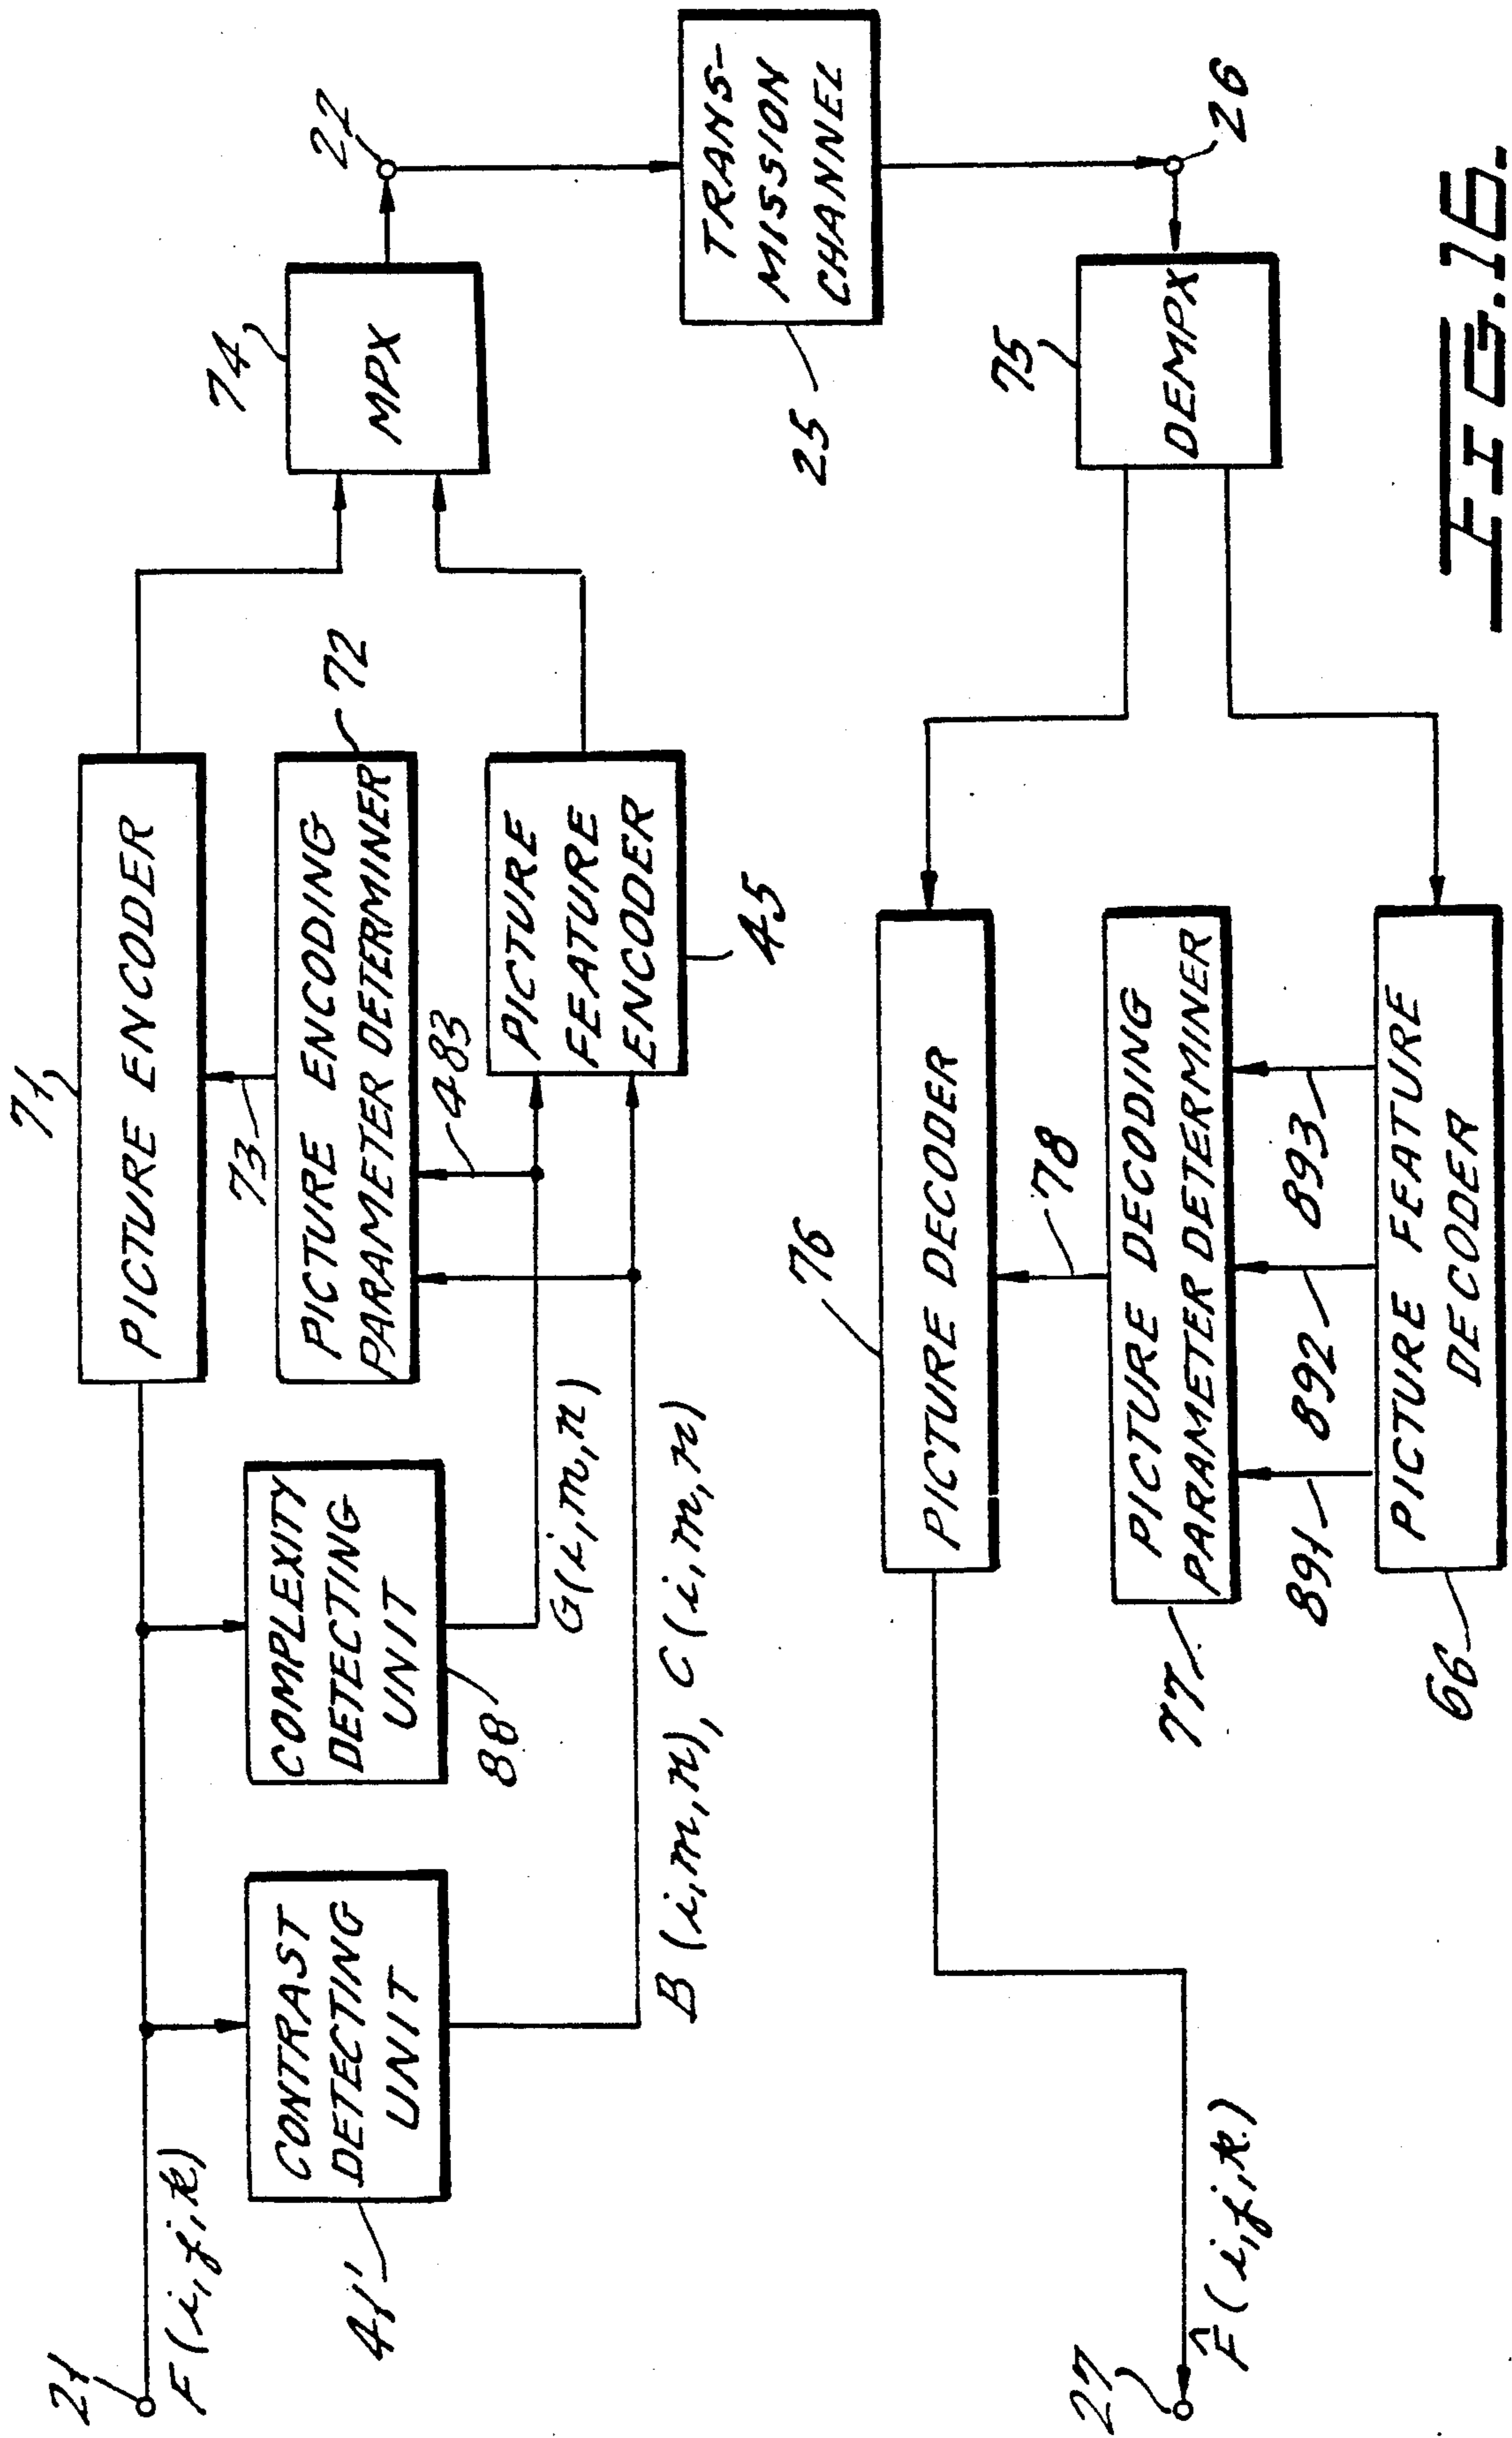 21
F(i,j,k)
41'
CONTRAST
DETECTING
UNIT
COMPLEXITY
DETECTING
UNIT
88
G(i,m,n)
B(i,m,n), C(i,m,n)
71
PICTURE ENCODER
73
PICTURE ENCODING
PARAMETER DETERMINER
72
483
PICTURE
FEATURE
ENCODER
45
74
MPX
22
TRANS-
MISSION
CHANNEL
25
26
75
DEMPX
76
PICTURE DECODER
78
PICTURE DECODING
PARAMETER DETERMINER
77
891
892
893
PICTURE FEATURE
DECODER
66
27
F̂(i,j,k)
FIG.16.